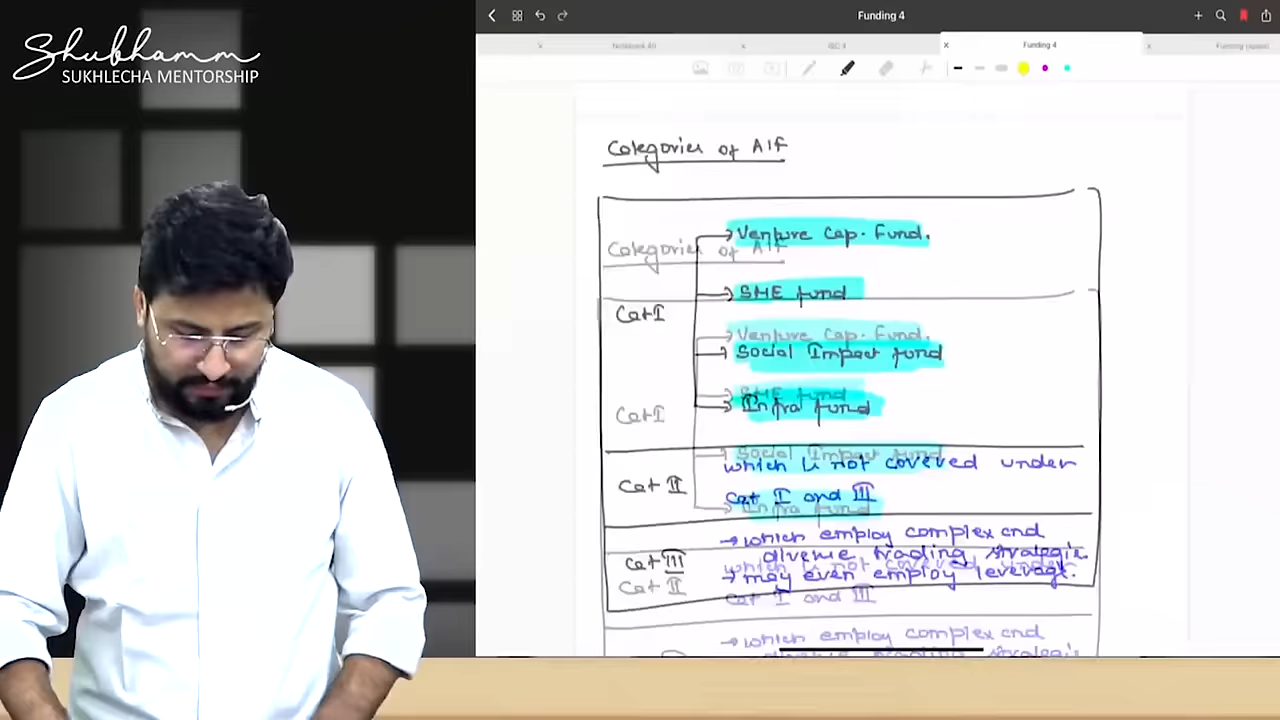 Shubhamm
SUKHLECHA MENTORSHIP
Funding 4
Notebook 40
Funding 4
Categories of AIF
Venture Cap. Fund.
Categories of AIF
SME fund
Cat I
Venture Cap. Fund.
Social Impact fund
SME fund
Infra fund
Cat I
Social Impact fund
which is not covered under
Cat II
Cat I and III
Infra fund
→ which employ complex and
diverse trading strategies.
Cat III
which is not covered under
→ may even employ leverage.
Cat II
Cat I and III
→ which employ complex and